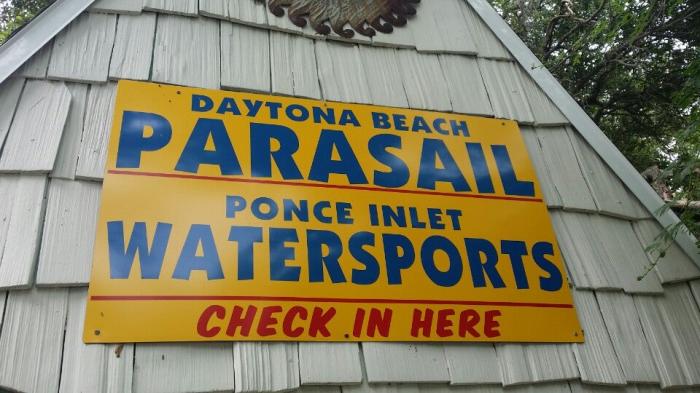 DAYTONA BEACH
PARASAIL
PONCE INLET
WATERSPORTS
CHECK IN HERE